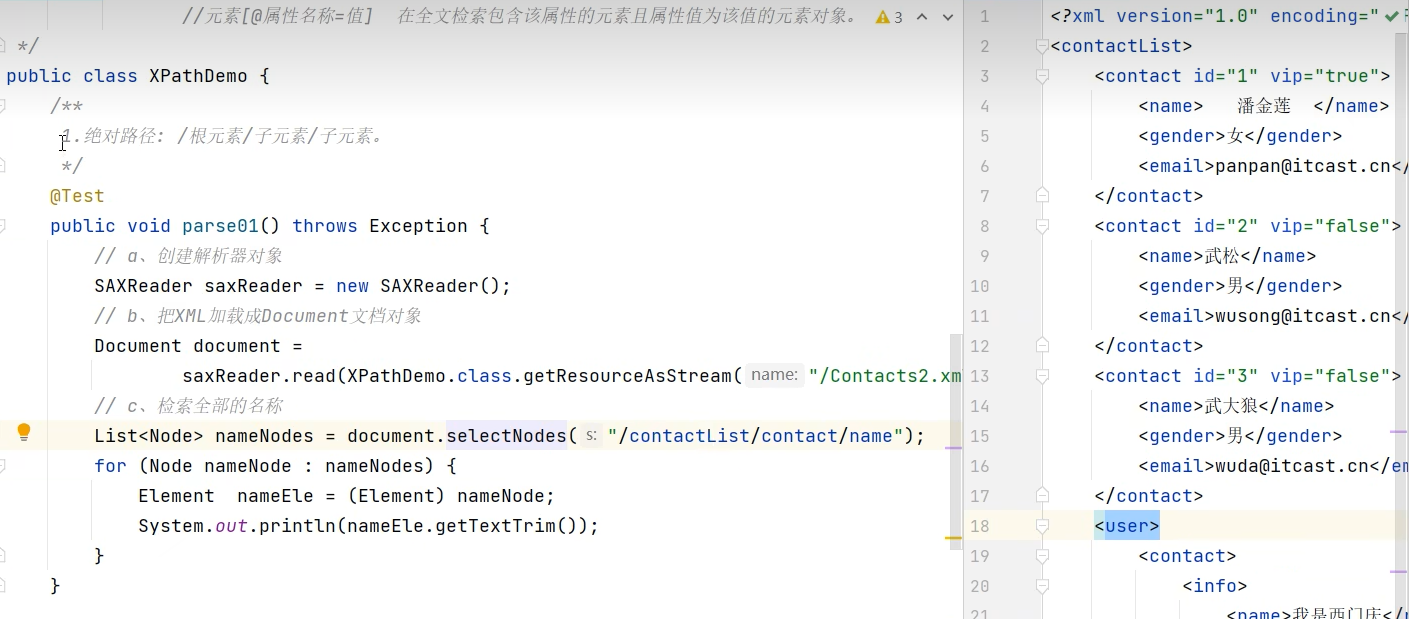 //元素[@属性名称=值]  在全文检索包含该属性的元素且属性值为该值的元素对象。 3
*/
public class XPathDemo {
/**
1.绝对路径: /根元素/子元素/子元素。
*/
@Test
public void parse01() throws Exception {
// a、创建解析器对象
SAXReader saxReader = new SAXReader();
// b、把XML加载成Document文档对象
Document document =
saxReader.read(XPathDemo.class.getResourceAsStream( name: "/Contacts2.xm
// c、检索全部的名称
List<Node> nameNodes = document.selectNodes( s: "/contactList/contact/name");
for (Node nameNode : nameNodes) {
Element  nameEle = (Element) nameNode;
System.out.println(nameEle.getTextTrim());
}
}
1 <?xml version="1.0" encoding="
2 <contactList>
3 <contact id="1" vip="true">
4 <name>   潘金莲  </name>
5 <gender>女</gender>
6 <email>panpan@itcast.cn</
7 </contact>
8 <contact id="2" vip="false">
9 <name>武松</name>
10 <gender>男</gender>
11 <email>wusong@itcast.cn</
12 </contact>
13 <contact id="3" vip="false">
14 <name>武大狼</name>
15 <gender>男</gender>
16 <email>wuda@itcast.cn</em
17 </contact>
18 <user>
19 <contact>
20 <info>
21 <name>我是西门庆</